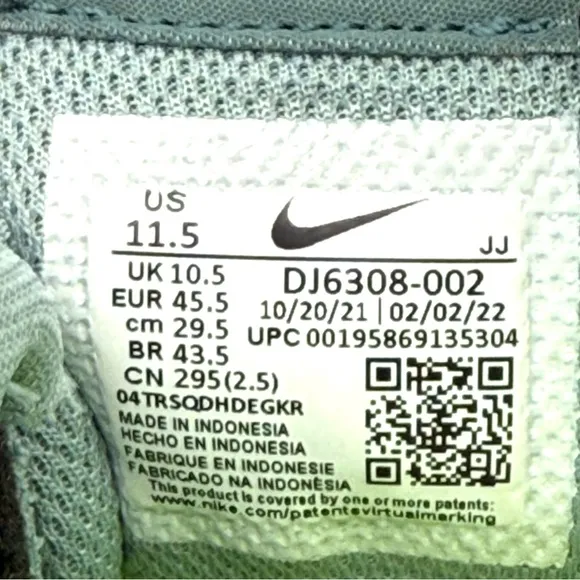 US
11.5
JJ
UK 10.5
DJ6308-002
EUR 45.5
10/20/21 | 02/02/22
cm 29.5
UPC 00195869135304
BR 43.5
CN 295(2.5)
04TRSQDHDEGKR
MADE IN INDONESIA
HECHO EN INDONESIA
FABRIQUE EN INDONESIE
FABRICADO NA INDONÉSIA
This product is covered by one or more patents:
www.nike.com/patentsvirtualmarking